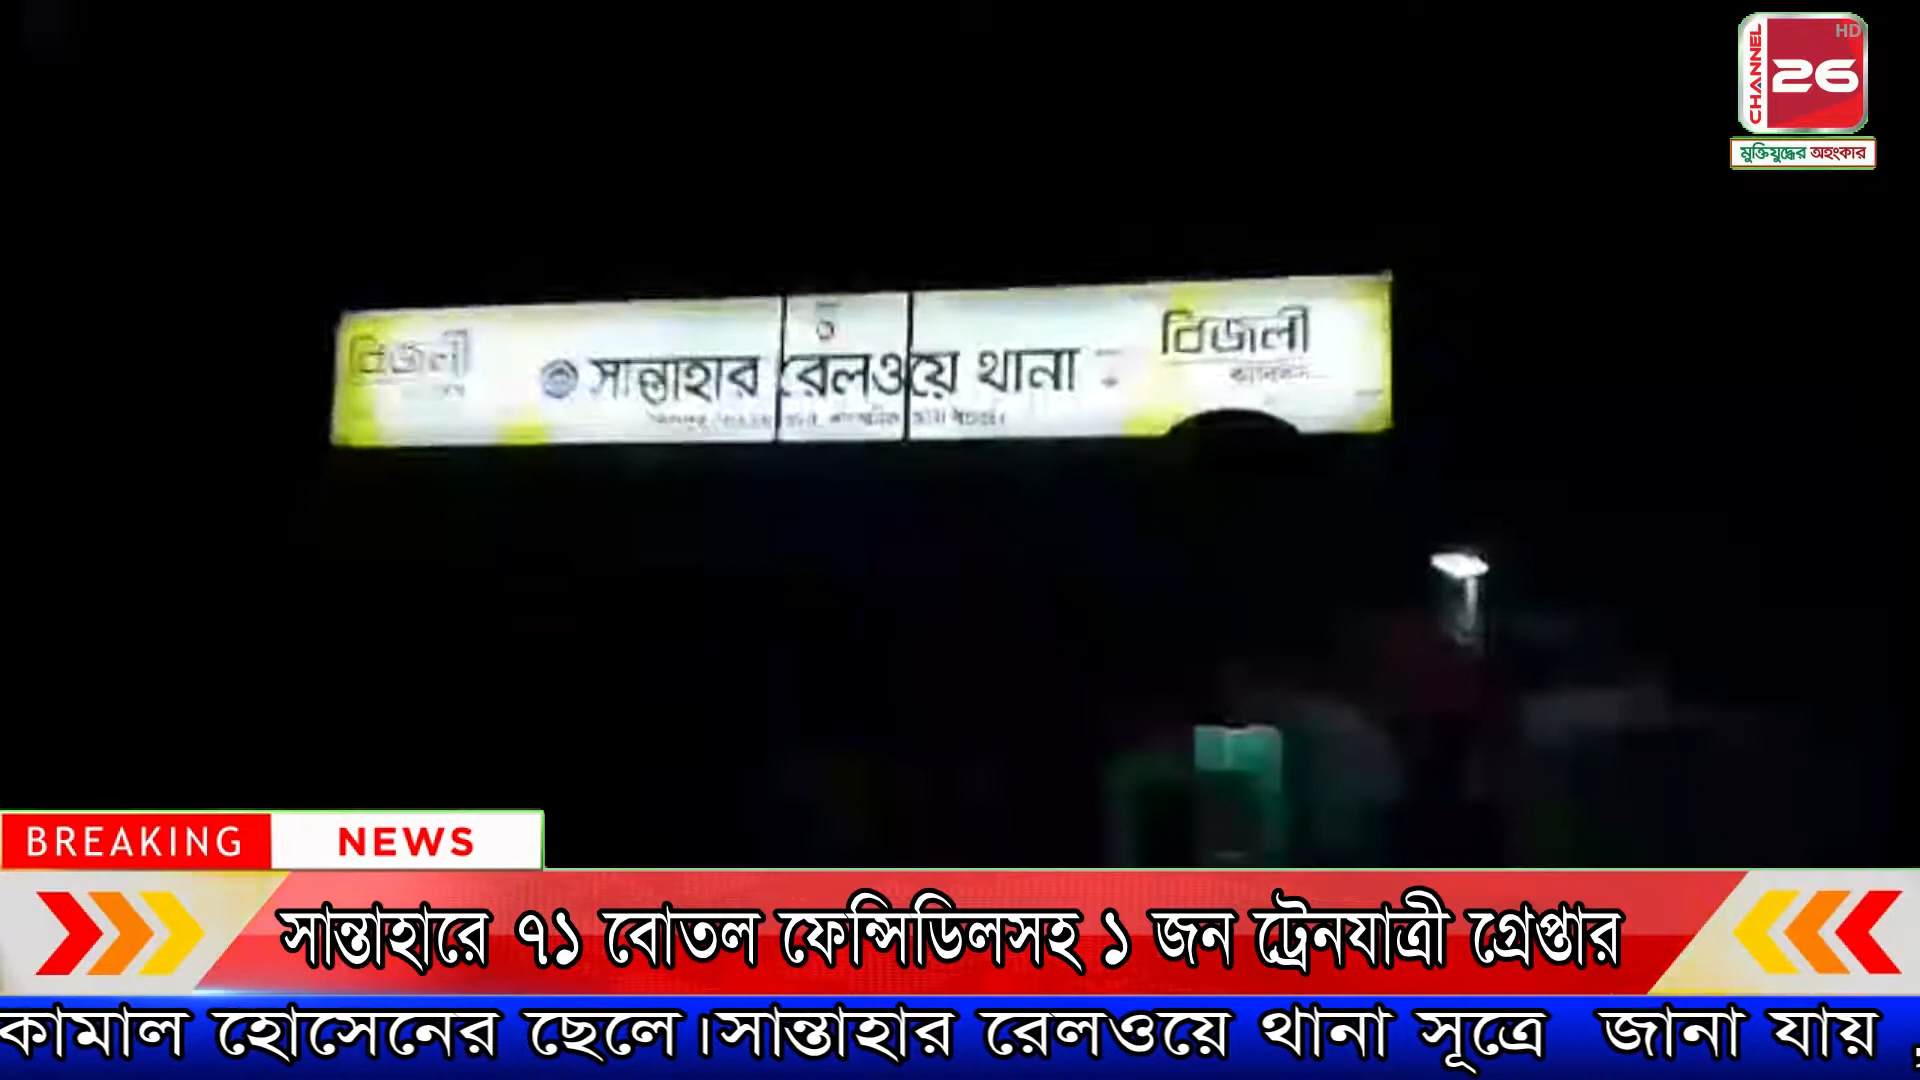 HD
CHANNEL 26
মুক্তিযুদ্ধের অহংকার
বিজলী
সান্তাহার রেলওয়ে থানা
বিজলী
BREAKING NEWS
সান্তাহারে ৭১ বোতল ফেন্সিডিলসহ ১ জন ট্রেনযাত্রী গ্রেপ্তার
কামাল হোসেনের ছেলে।সান্তাহার রেলওয়ে থানা সূত্রে জানা যায়